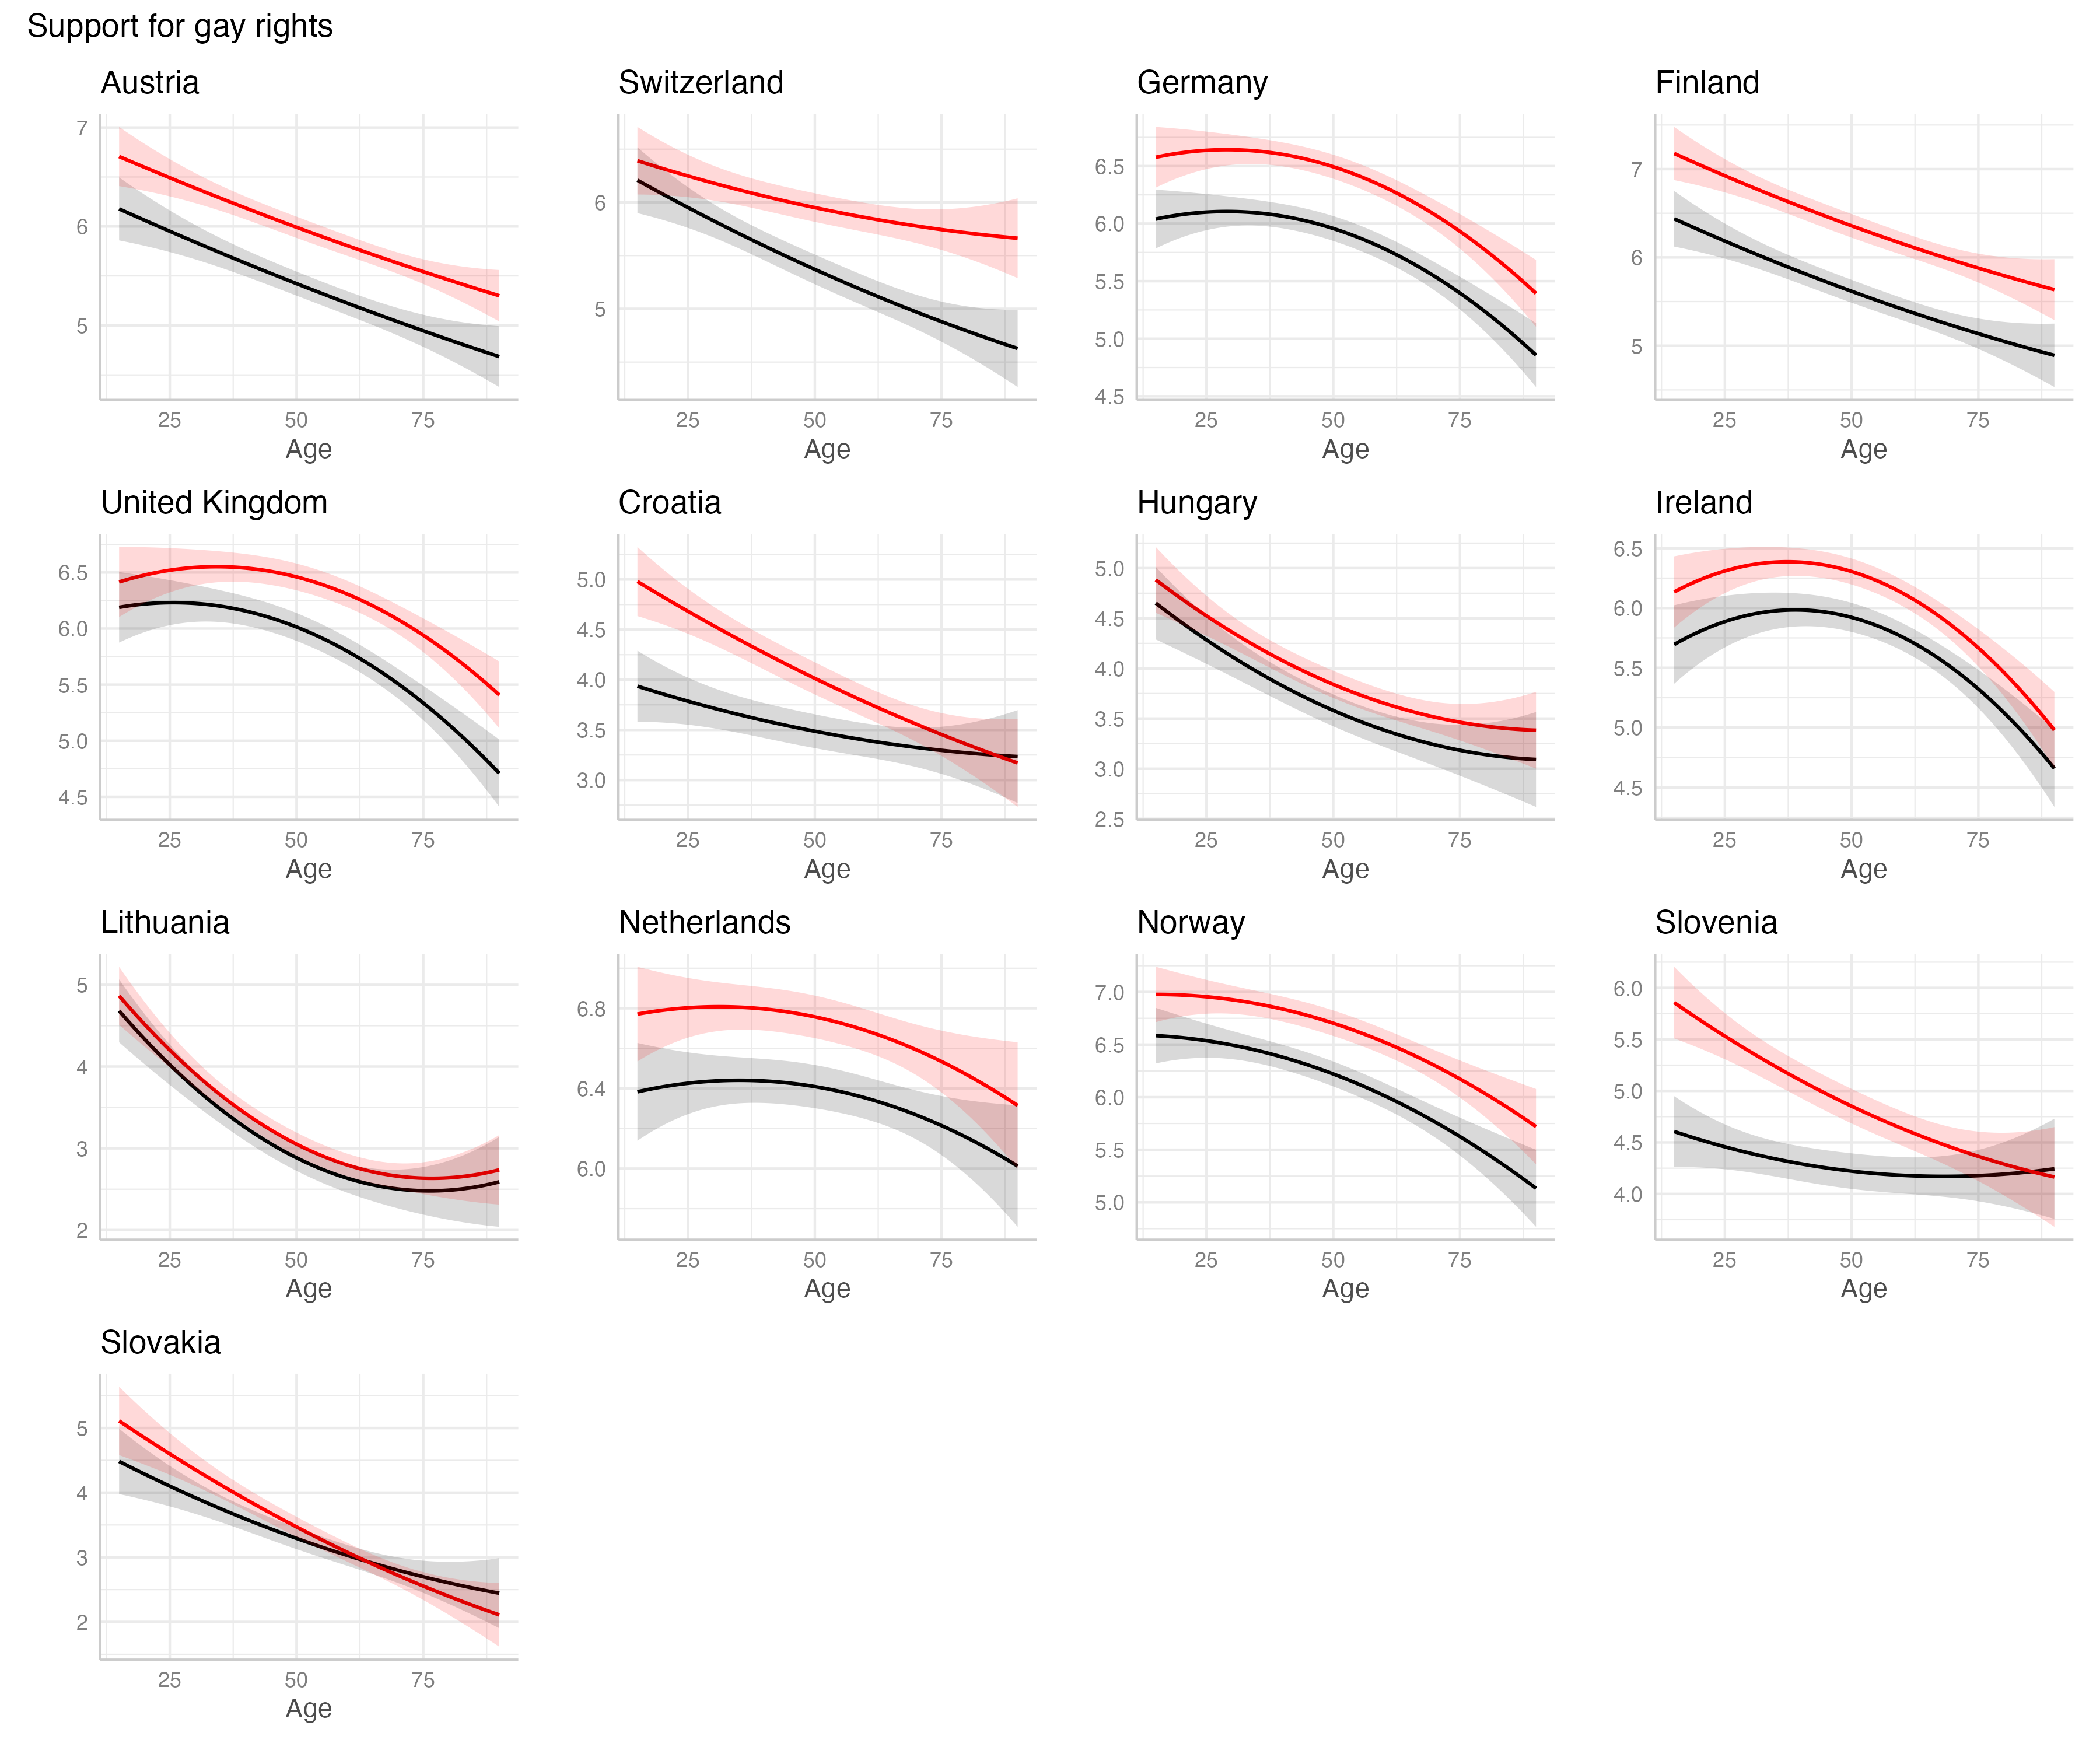 Support for gay rights
Austria
7
6
5
25 50 75
Age
Switzerland
6
5
25 50 75
Age
Germany
6.5
6.0
5.5
5.0
4.5
25 50 75
Age
Finland
7
6
5
25 50 75
Age
United Kingdom
6.5
6.0
5.5
5.0
4.5
25 50 75
Age
Croatia
5.0
4.5
4.0
3.5
3.0
25 50 75
Age
Hungary
5.0
4.5
4.0
3.5
3.0
2.5
25 50 75
Age
Ireland
6.5
6.0
5.5
5.0
4.5
25 50 75
Age
Lithuania
5
4
3
2
25 50 75
Age
Netherlands
6.8
6.4
6.0
25 50 75
Age
Norway
7.0
6.5
6.0
5.5
5.0
25 50 75
Age
Slovenia
6.0
5.5
5.0
4.5
4.0
25 50 75
Age
Slovakia
5
4
3
2
25 50 75
Age